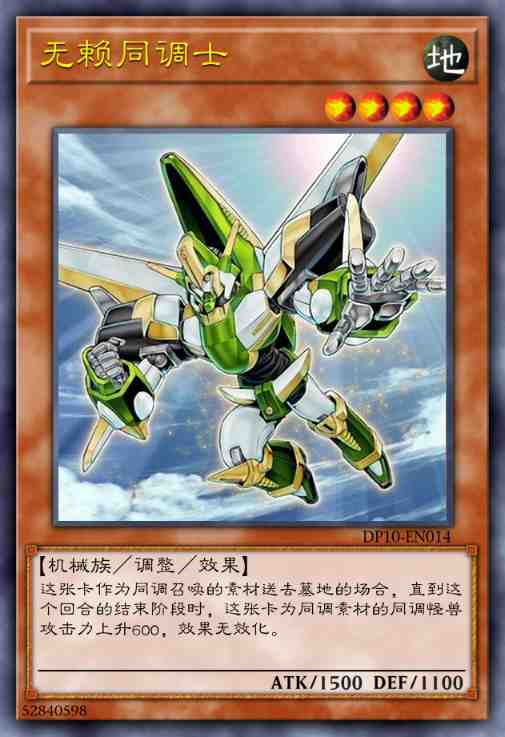 无赖同调士
地
DP10-EN014
【机械族／调整／效果】
这张卡作为同调召唤的素材送去墓地的场合，直到这
个回合的结束阶段时，这张卡为同调素材的同调怪兽
攻击力上升600，效果无效化。
ATK/1500 DEF/1100
52840598